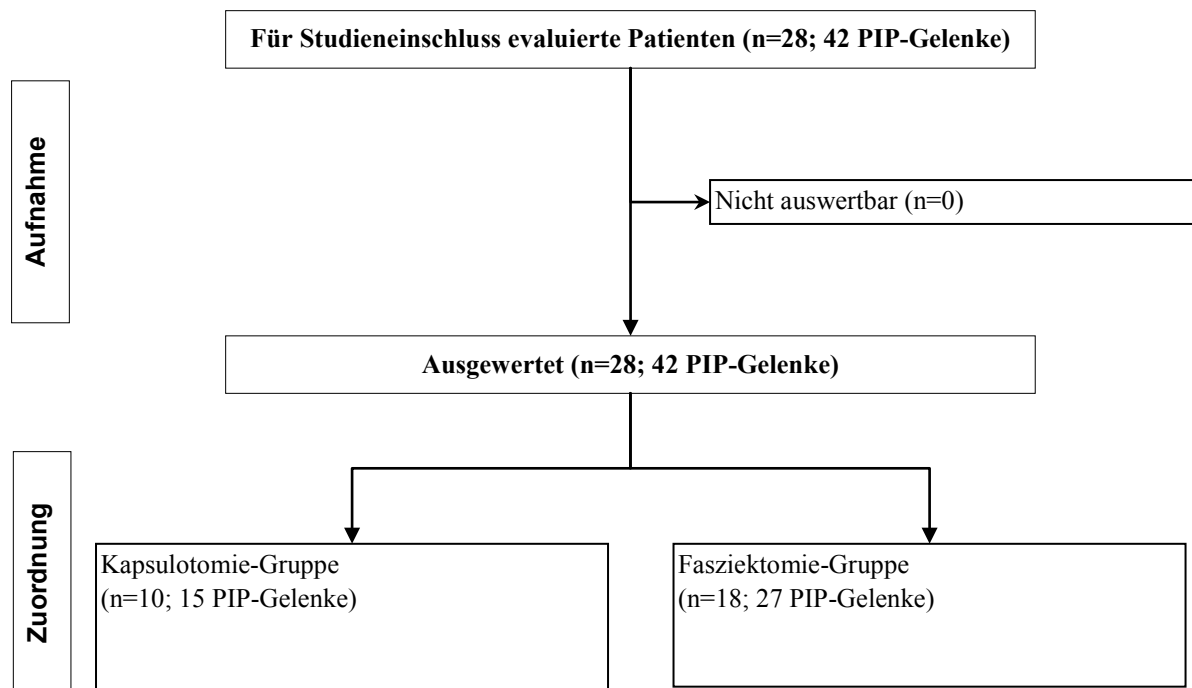 Für Studieneinschluss evaluierte Patienten (n=28; 42 PIP-Gelenke)
Aufnahme
Nicht auswertbar (n=0)
Ausgewertet (n=28; 42 PIP-Gelenke)
Zuordnung
Kapsulotomie-Gruppe
(n=10; 15 PIP-Gelenke)
Fasziektomie-Gruppe
(n=18; 27 PIP-Gelenke)